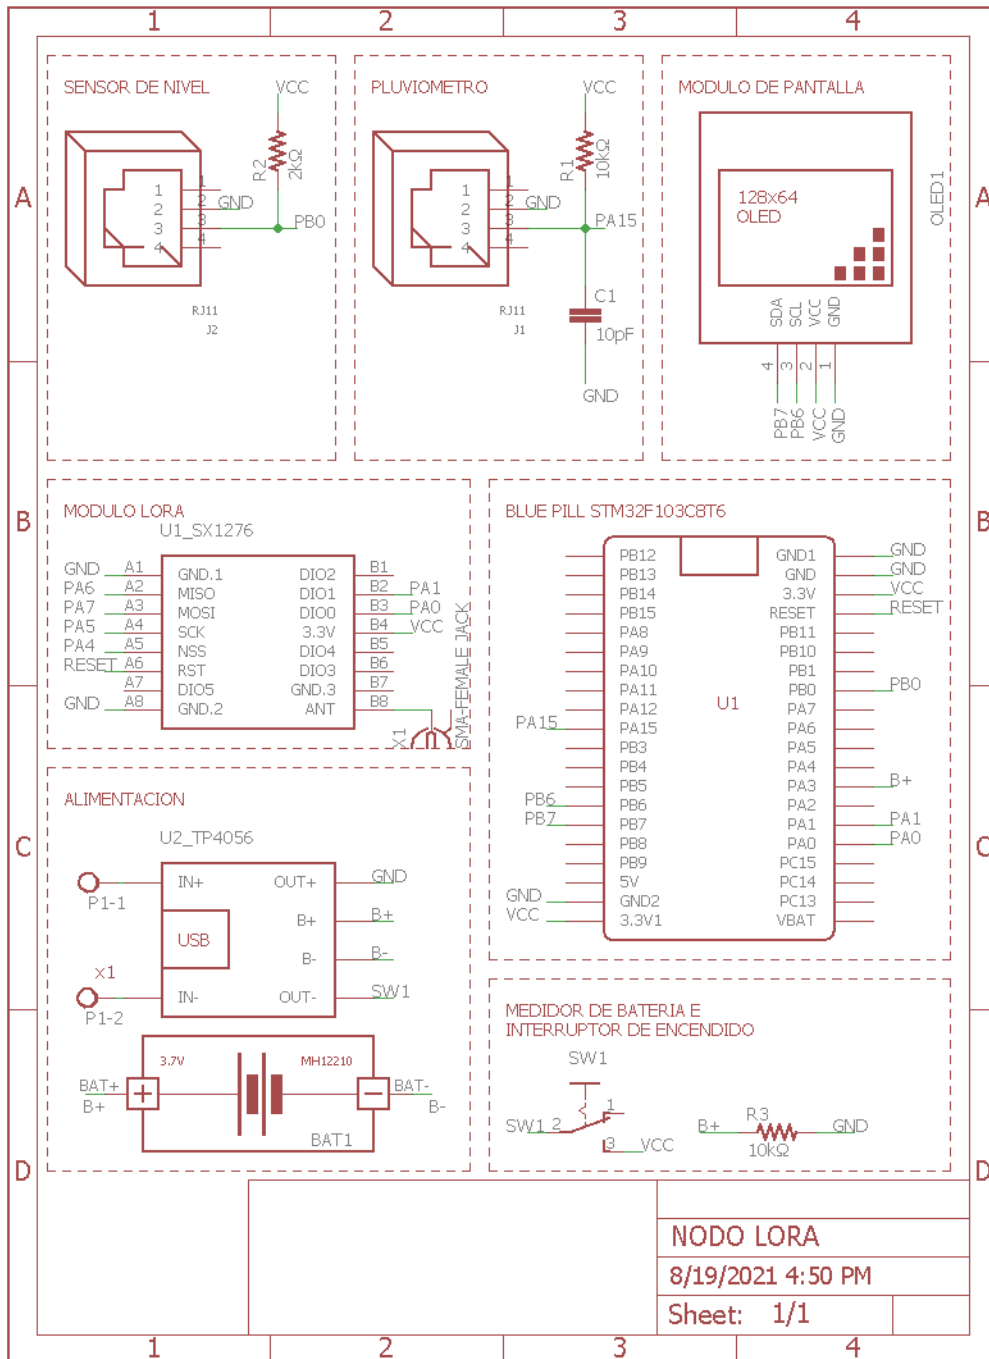 1 2 3 4
A
SENSOR DE NIVEL
VCC
R2
2kΩ
1 1
2 2 GND
3 3 PB0
4 4
RJ11
J2
PLUVIOMETRO
VCC
R1
10kΩ
1 1
2 2 GND
3 3 PA15
4 4
RJ11
J1
C1
10pF
GND
MODULO DE PANTALLA
128x64
OLED
OLED1
SDA SCL VCC GND
4 3 2 1
PB7 PB6 VCC GND
A
B
MODULO LORA
U1_SX1276
GND A1 GND.1 DIO2 B1
PA6 A2 MISO DIO1 B2 PA1
PA7 A3 MOSI DIO0 B3 PA0
PA5 A4 SCK 3.3V B4 VCC
PA4 A5 NSS DIO4 B5
RESET A6 RST DIO3 B6
A7 DIO5 GND.3 B7
GND A8 GND.2 ANT B8
X1
SMA-FEMALE JACK
BLUE PILL STM32F103C8T6
PB12 GND1 GND
PB13 GND GND
PB14 3.3V VCC
PB15 RESET RESET
PA8 PB11
PA9 PB10
PA10 PB1
PA11 PB0 PB0
PA12 PA7
PA15 PA15 PA6
PB3 PA5
PB4 PA4
PB5 PA3 B+
PB6 PB6 PA2
PB7 PB7 PA1 PA1
PB8 PA0 PA0
PB9 PC15
5V PC14
GND GND2 PC13
VCC 3.3V1 VBAT
U1
B
C
ALIMENTACION
U2_TP4056
P1-1 IN+ OUT+ GND
B+ B+
USB
B- B-
x1
P1-2 IN- OUT- SW1
3.7V MH12210
BAT+ + − BAT-
B+ B-
BAT1
C
MEDIDOR DE BATERIA E
INTERRUPTOR DE ENCENDIDO
SW1
SW1 2 1
3 VCC
R3
B+ GND
10kΩ
D D
NODO LORA
8/19/2021 4:50 PM
Sheet: 1/1
1 2 3 4